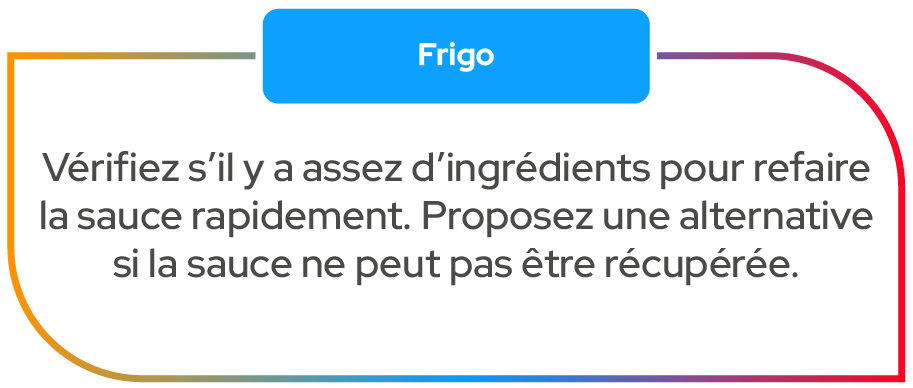 Frigo
Vérifiez s’il y a assez d’ingrédients pour refaire
la sauce rapidement. Proposez une alternative
si la sauce ne peut pas être récupérée.